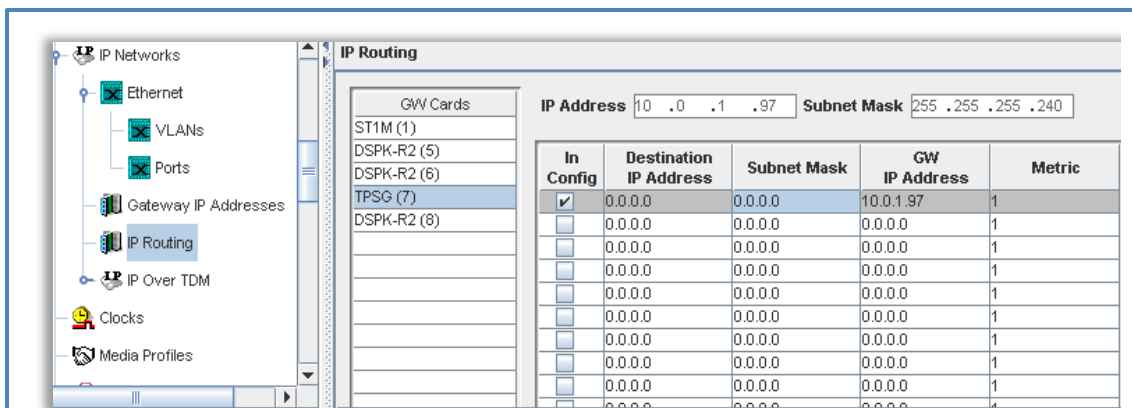 IP Networks
Ethernet
VLANs
Ports
Gateway IP Addresses
IP Routing
IP Over TDM
Clocks
Media Profiles
IP Routing
GW Cards
ST1M (1)
DSPK-R2 (5)
DSPK-R2 (6)
TPSG (7)
DSPK-R2 (8)
IP Address 10 .0 .1 .97 Subnet Mask 255 .255 .255 .240
In Config Destination IP Address Subnet Mask GW IP Address Metric
0.0.0.0 0.0.0.0 10.0.1.97 1
0.0.0.0 0.0.0.0 0.0.0.0 1
0.0.0.0 0.0.0.0 0.0.0.0 1
0.0.0.0 0.0.0.0 0.0.0.0 1
0.0.0.0 0.0.0.0 0.0.0.0 1
0.0.0.0 0.0.0.0 0.0.0.0 1
0.0.0.0 0.0.0.0 0.0.0.0 1
0.0.0.0 0.0.0.0 0.0.0.0 1
0.0.0.0 0.0.0.0 0.0.0.0 1